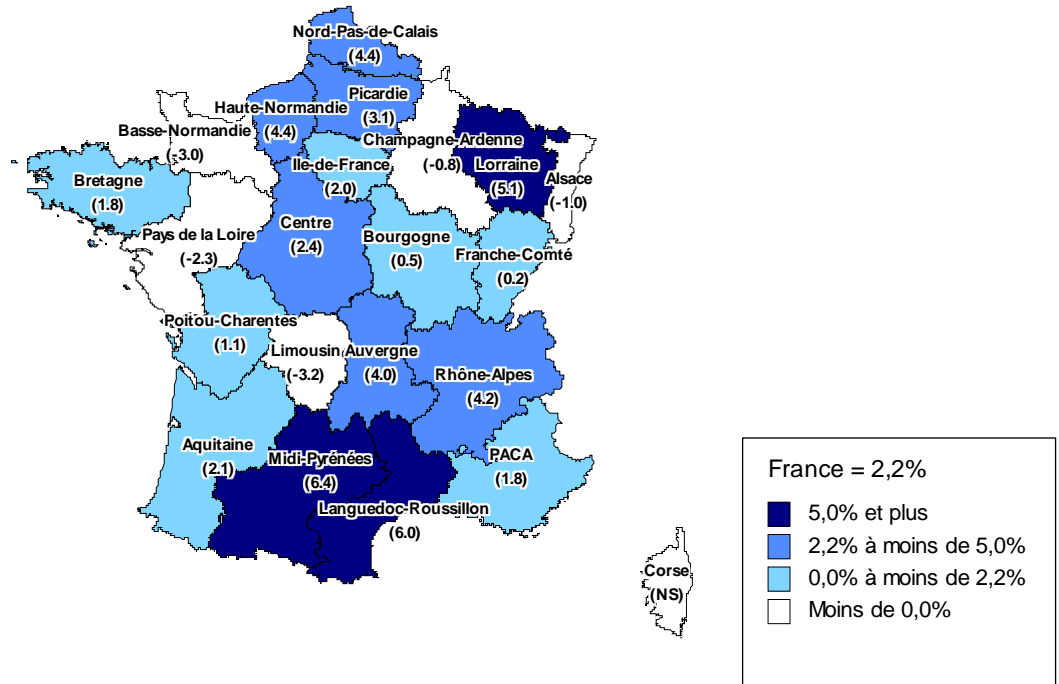 Nord-Pas-de-Calais
(4.4)
Picardie
(3.1)
Haute-Normandie
(4.4)
Basse-Normandie
(-3.0)
Champagne-Ardenne
(-0.8)
Lorraine
(5.1)
Alsace
(-1.0)
Ile-de-France
(2.0)
Bretagne
(1.8)
Pays de la Loire
(-2.3)
Centre
(2.4)
Bourgogne
(0.5)
Franche-Comté
(0.2)
Poitou-Charentes
(1.1)
Limousin
(-3.2)
Auvergne
(4.0)
Rhône-Alpes
(4.2)
Aquitaine
(2.1)
Midi-Pyrénées
(6.4)
Languedoc-Roussillon
(6.0)
PACA
(1.8)
Corse
(NS)
France = 2,2%
5,0% et plus
2,2% à moins de 5,0%
0,0% à moins de 2,2%
Moins de 0,0%